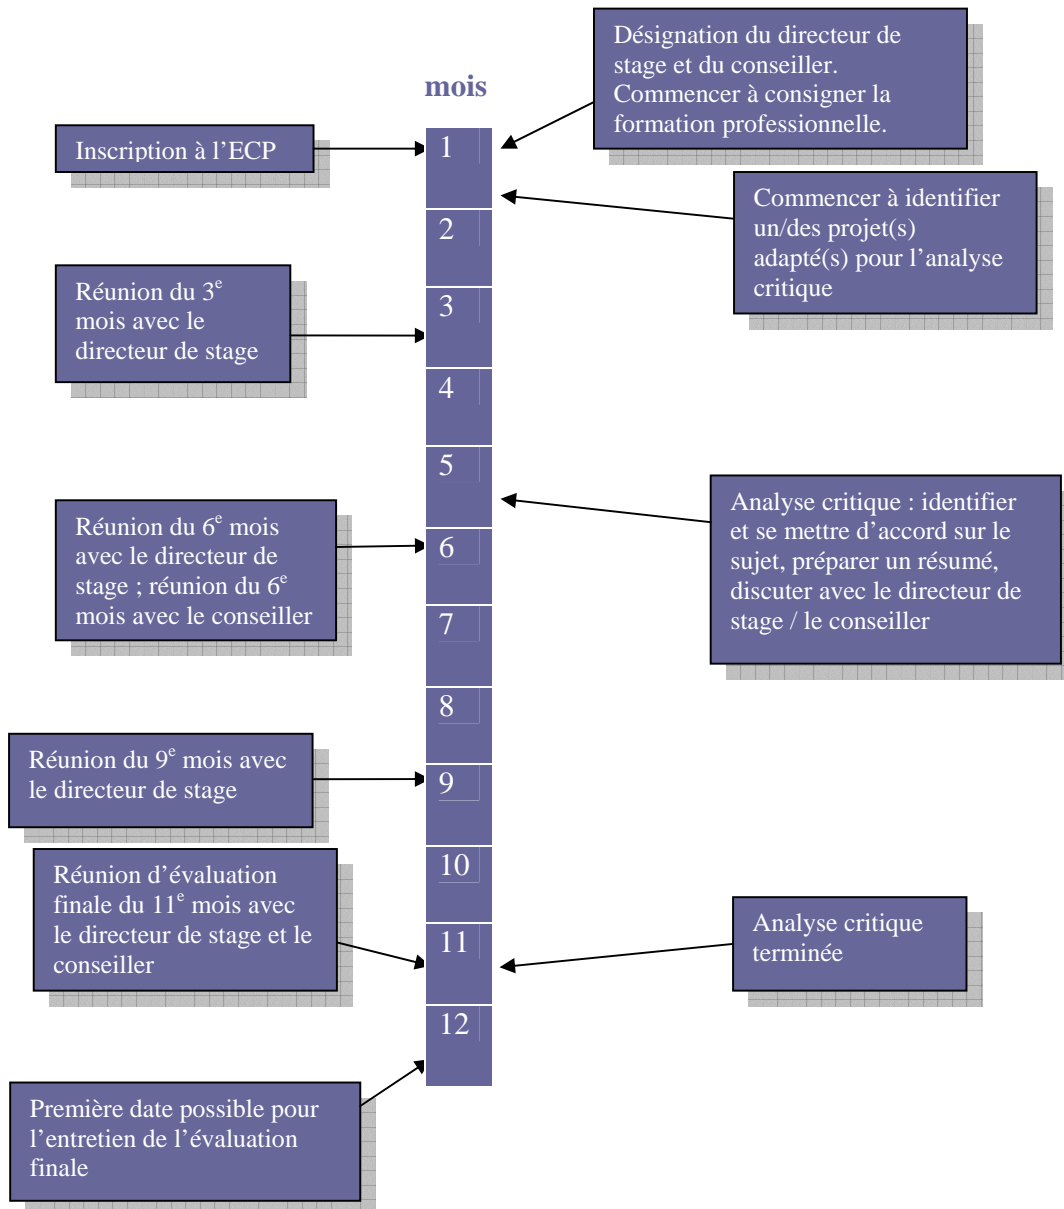 Désignation du directeur de
stage et du conseiller.
Commencer à consigner la
formation professionnelle.
mois
Inscription à l’ECP
1
Commencer à identifier
un/des projet(s)
adapté(s) pour l’analyse
critique
2
Réunion du 3e
mois avec le
directeur de stage
3
4
5
Analyse critique : identifier
et se mettre d’accord sur le
sujet, préparer un résumé,
discuter avec le directeur de
stage / le conseiller
Réunion du 6e mois
avec le directeur de
stage ; réunion du 6e
mois avec le conseiller
6
7
8
Réunion du 9e mois avec
le directeur de stage
9
10
Réunion d’évaluation
finale du 11e mois avec
le directeur de stage et le
conseiller
11
Analyse critique
terminée
12
Première date possible pour
l’entretien de l’évaluation
finale